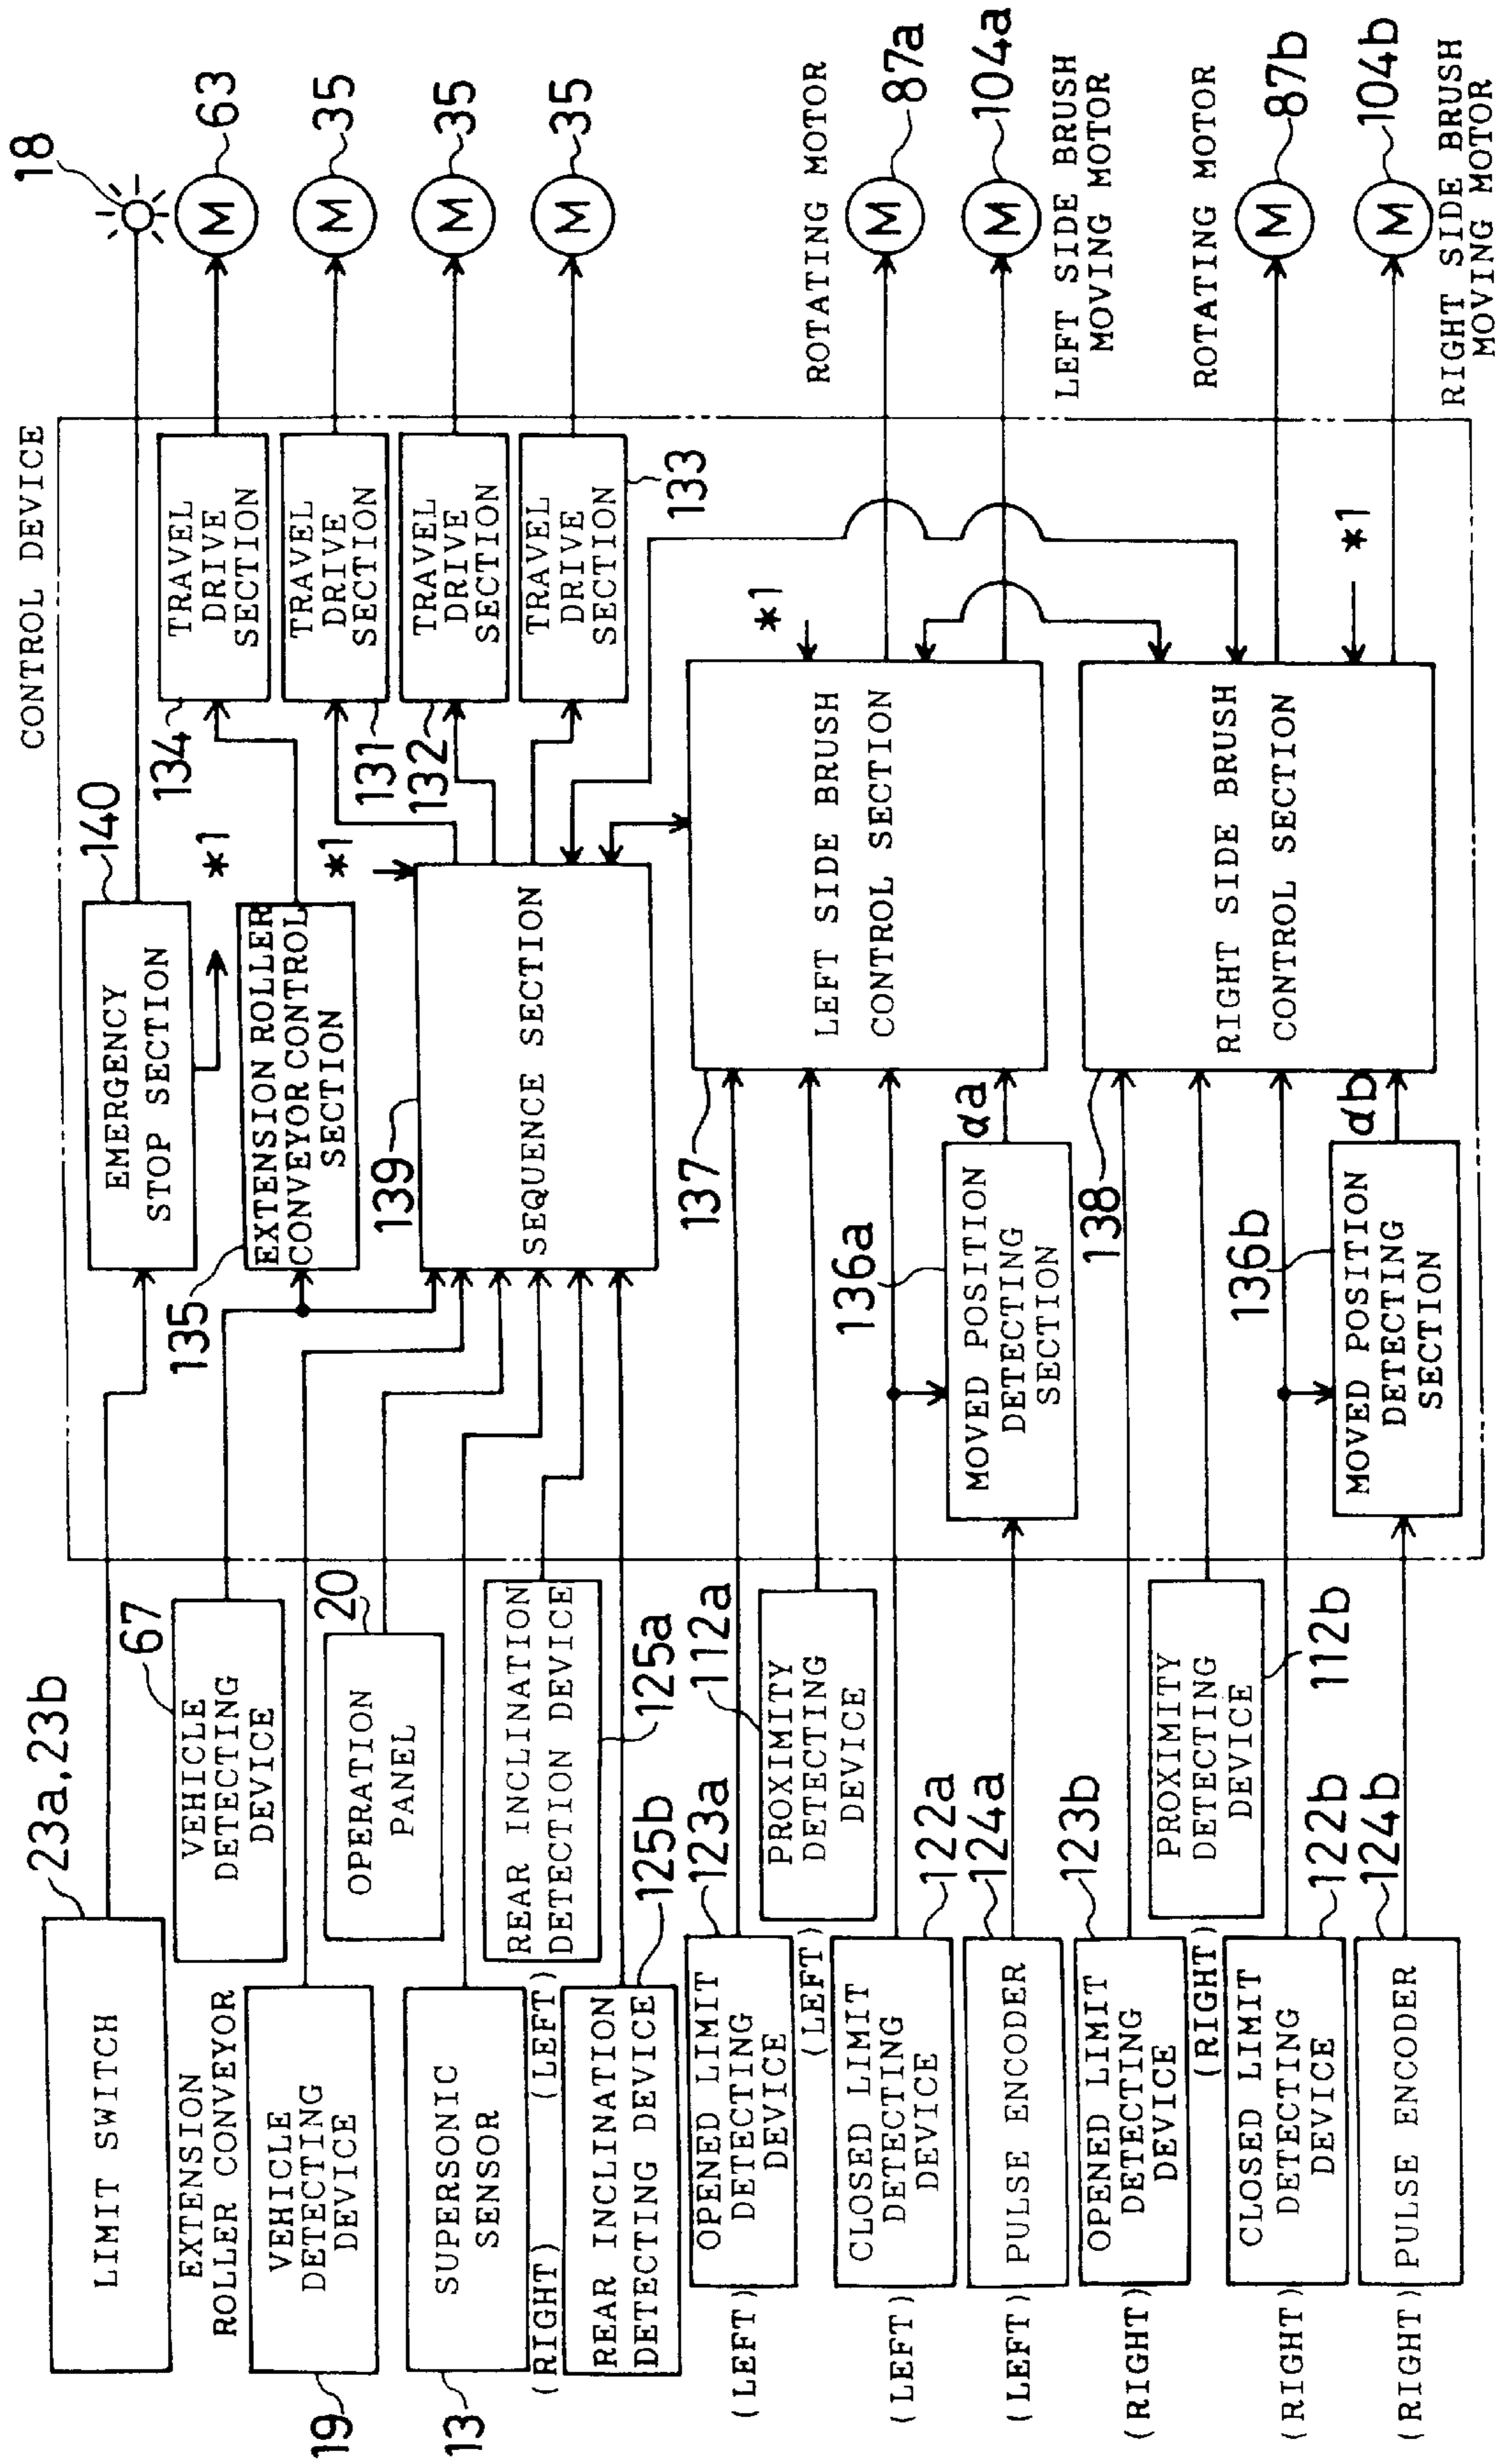 CONTROL DEVICE
23a,23b
LIMIT SWITCH
EMERGENCY
STOP SECTION
140
18
*1
67
VEHICLE
DETECTING
DEVICE
EXTENSION
ROLLER CONVEYOR
135
EXTENSION ROLLER
CONVEYOR CONTROL
SECTION
134
TRAVEL
DRIVE
SECTION
M
63
19
VEHICLE
DETECTING
DEVICE
*1
131
TRAVEL
DRIVE
SECTION
M
35
20
OPERATION
PANEL
139
SEQUENCE SECTION
132
TRAVEL
DRIVE
SECTION
M
35
13
SUPERSONIC
SENSOR
TRAVEL
DRIVE
SECTION
133
M
35
REAR INCLINATION
DETECTION DEVICE
(LEFT)
125a
(RIGHT)
REAR INCLINATION
DETECTING DEVICE
125b
(LEFT)
OPENED LIMIT
DETECTING
DEVICE
123a
137
LEFT SIDE BRUSH
CONTROL SECTION
*1
ROTATING MOTOR
M
87a
112a
PROXIMITY
DETECTING
DEVICE
(LEFT)
(LEFT)
CLOSED LIMIT
DETECTING
DEVICE
122a
136a
MOVED POSITION
DETECTING
SECTION
αa
M
104a
LEFT SIDE BRUSH
MOVING MOTOR
(LEFT)
PULSE ENCODER
124a
(RIGHT)
OPENED LIMIT
DETECTING
DEVICE
123b
138
RIGHT SIDE BRUSH
CONTROL SECTION
*1
ROTATING MOTOR
M
87b
PROXIMITY
DETECTING
DEVICE
(RIGHT)
112b
(RIGHT)
CLOSED LIMIT
DETECTING
DEVICE
122b
136b
MOVED POSITION
DETECTING
SECTION
αb
M
104b
RIGHT SIDE BRUSH
MOVING MOTOR
(RIGHT)
PULSE ENCODER
124b